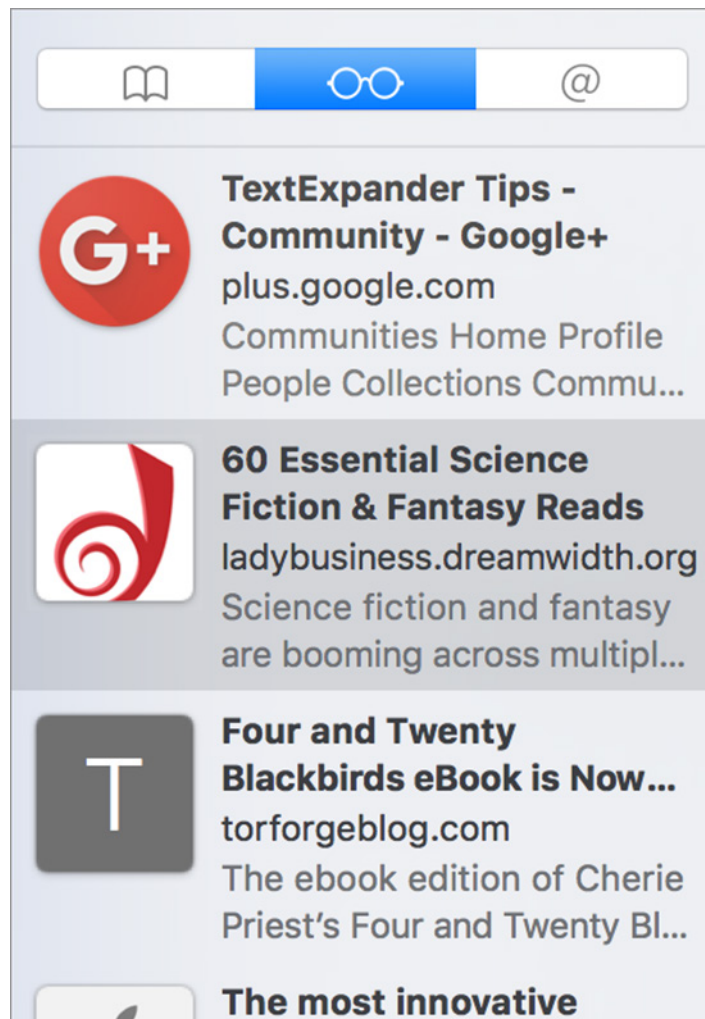 @
G+
TextExpander Tips -
Community - Google+
plus.google.com
Communities Home Profile
People Collections Commu...
60 Essential Science
Fiction & Fantasy Reads
ladybusiness.dreamwidth.org
Science fiction and fantasy
are booming across multipl...
T
Four and Twenty
Blackbirds eBook is Now...
torforgeblog.com
The ebook edition of Cherie
Priest's Four and Twenty Bl...
The most innovative